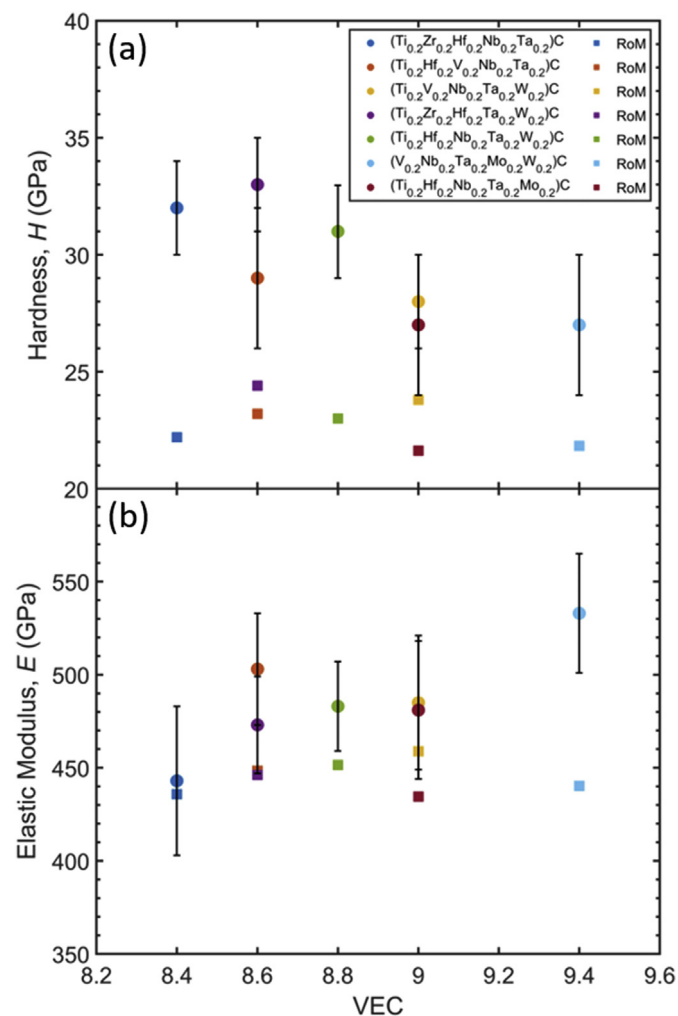 40
(a)
(Ti0.2Zr0.2Hf0.2Nb0.2Ta0.2)C RoM
(Ti0.2Hf0.2V0.2Nb0.2Ta0.2)C RoM
(Ti0.2V0.2Nb0.2Ta0.2W0.2)C RoM
(Ti0.2Zr0.2Hf0.2Ta0.2W0.2)C RoM
(Ti0.2Hf0.2Nb0.2Ta0.2W0.2)C RoM
(V0.2Nb0.2Ta0.2Mo0.2W0.2)C RoM
(Ti0.2Hf0.2Nb0.2Ta0.2Mo0.2)C RoM
35
30
25
20
Hardness, H (GPa)
(b)
550
500
450
400
350
Elastic Modulus, E (GPa)
8.2 8.4 8.6 8.8 9 9.2 9.4 9.6
VEC